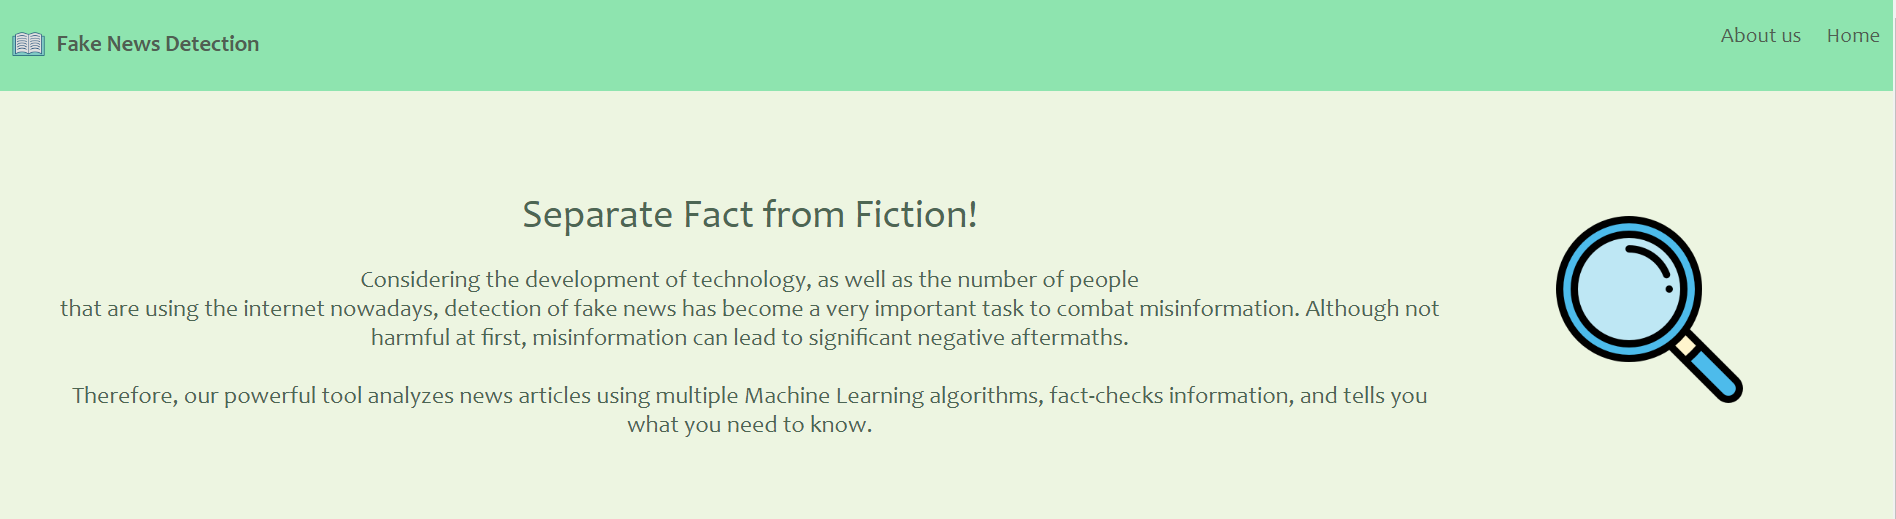 Fake News Detection
About us
Home
Separate Fact from Fiction!
Considering the development of technology, as well as the number of people
that are using the internet nowadays, detection of fake news has become a very important task to combat misinformation. Although not
harmful at first, misinformation can lead to significant negative aftermaths.
Therefore, our powerful tool analyzes news articles using multiple Machine Learning algorithms, fact-checks information, and tells you
what you need to know.